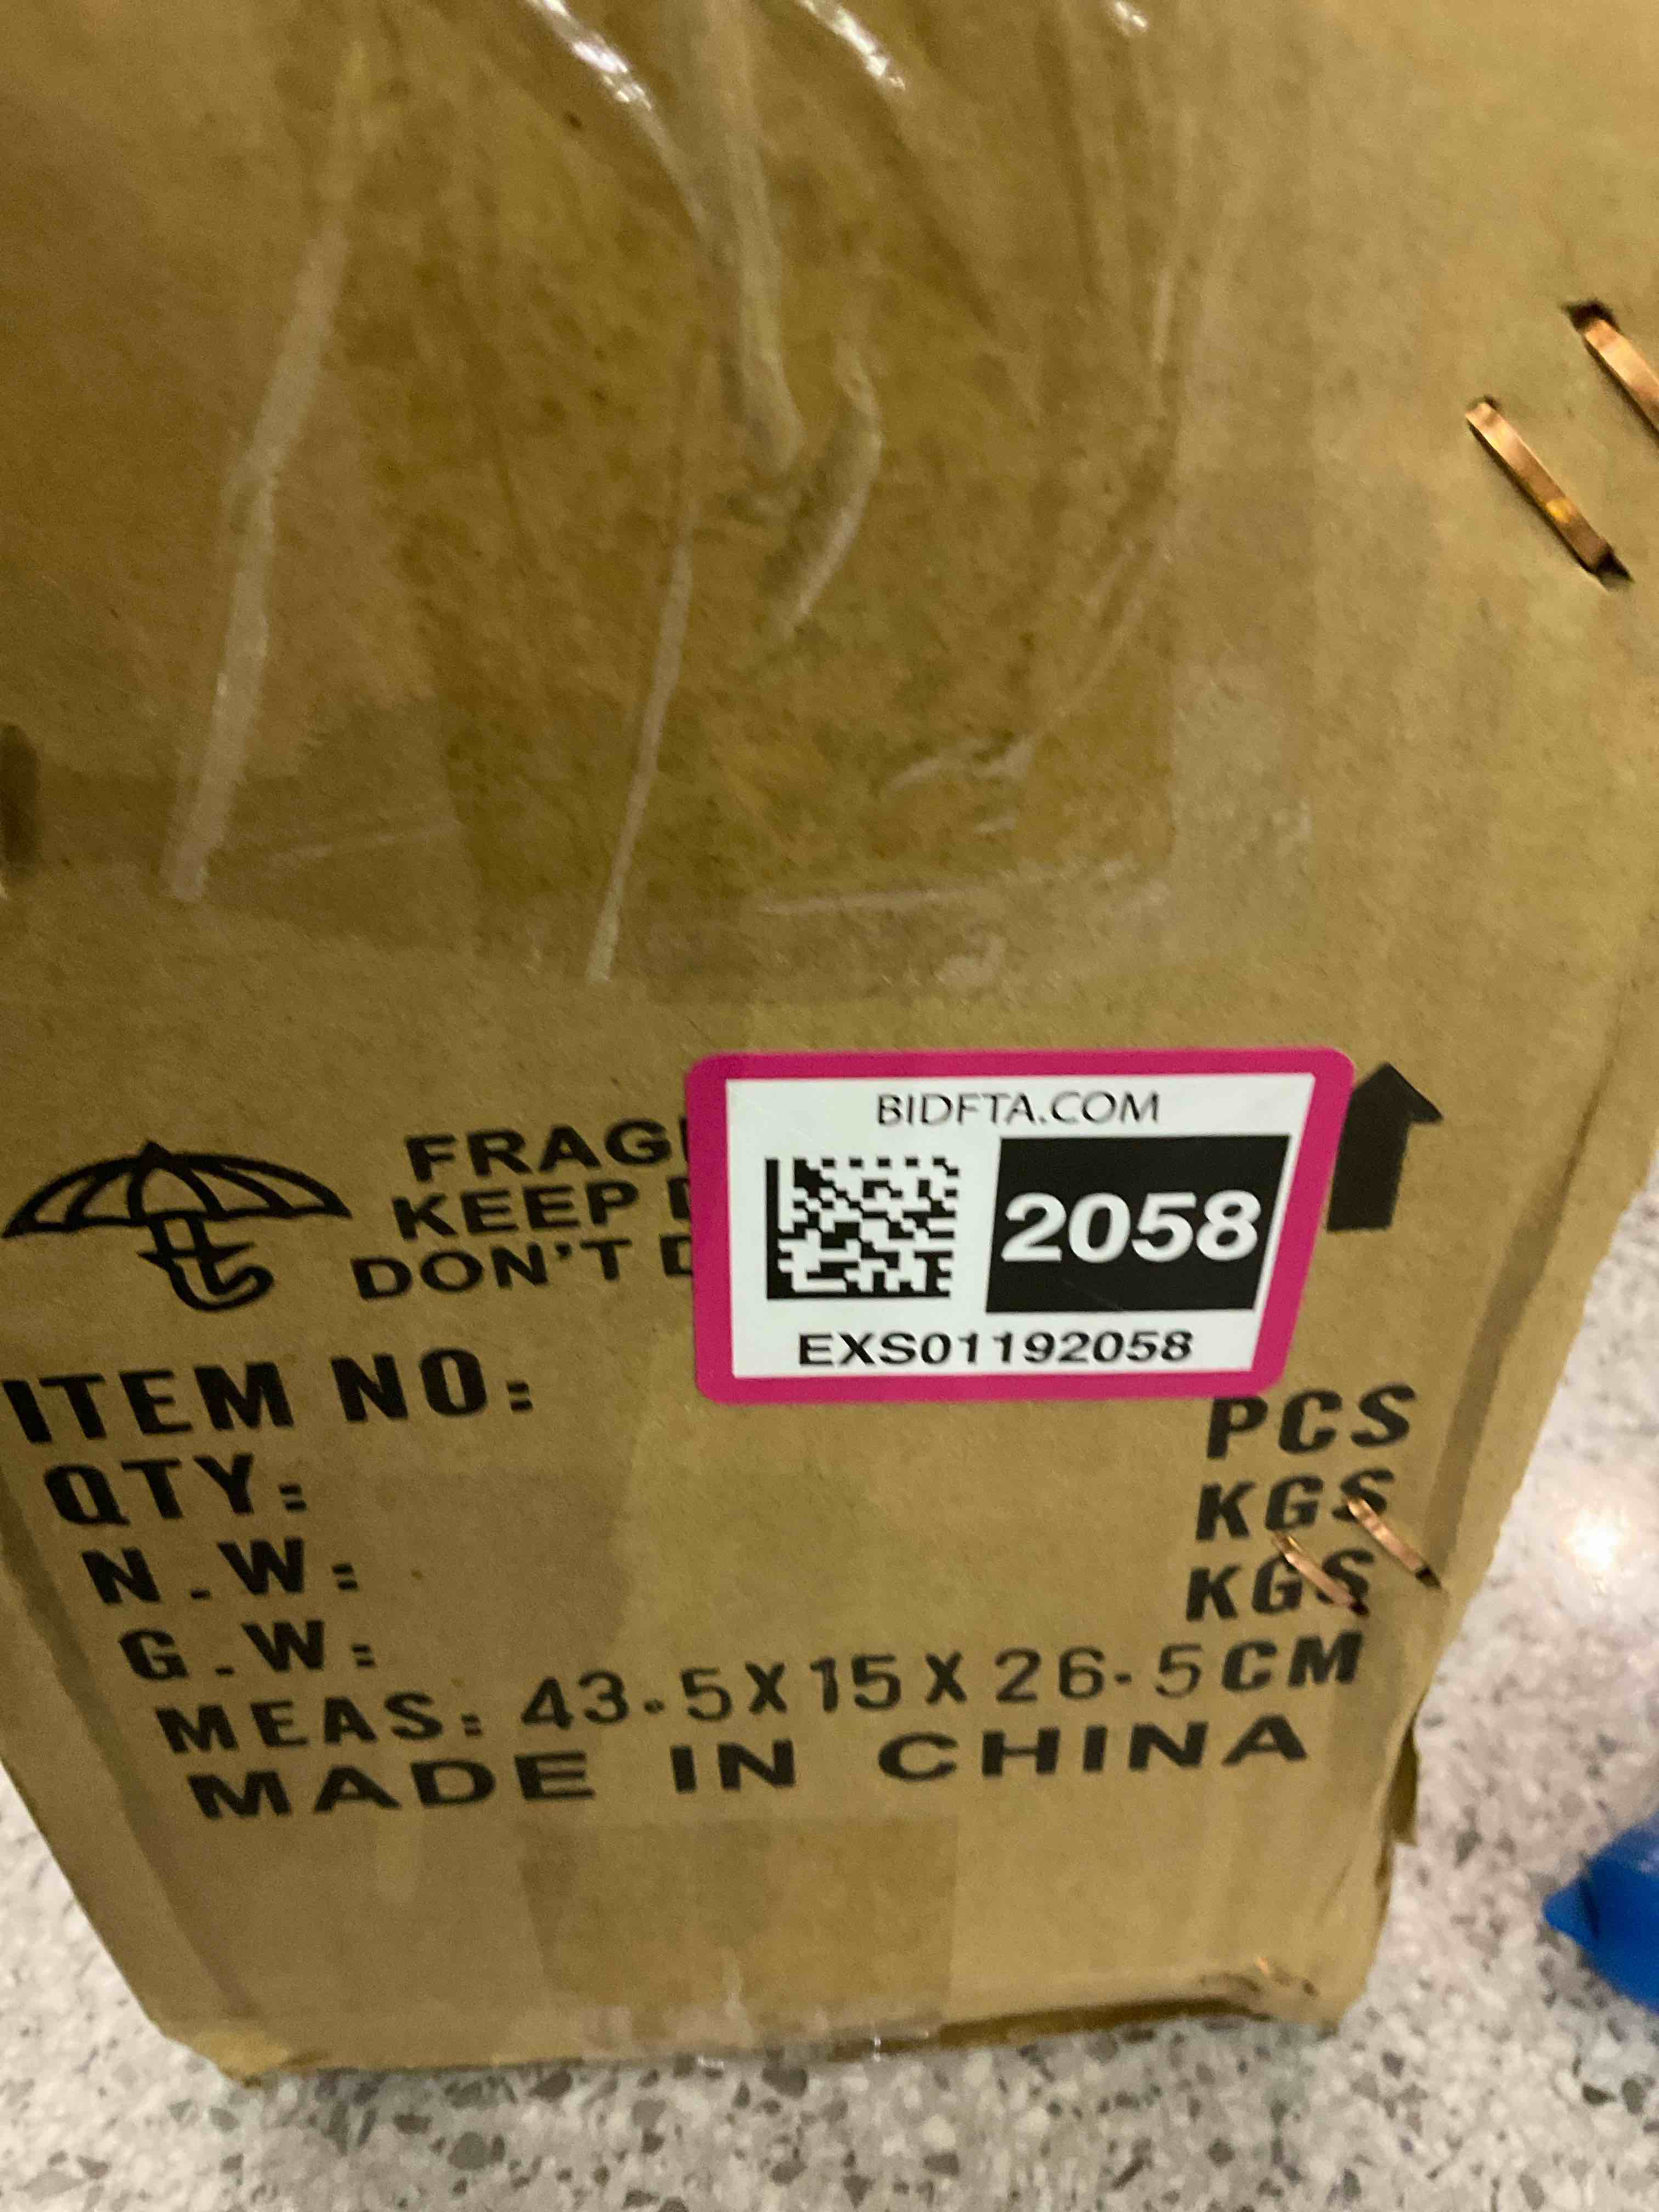 BIDFTA.COM
2058
EXS01192058
KEEP
DON'T
ITEM NO:
QTY: PCS
N.W: KGS
G.W: KGS
MEAS: 43.5X15X26.5CM
MADE IN CHINA